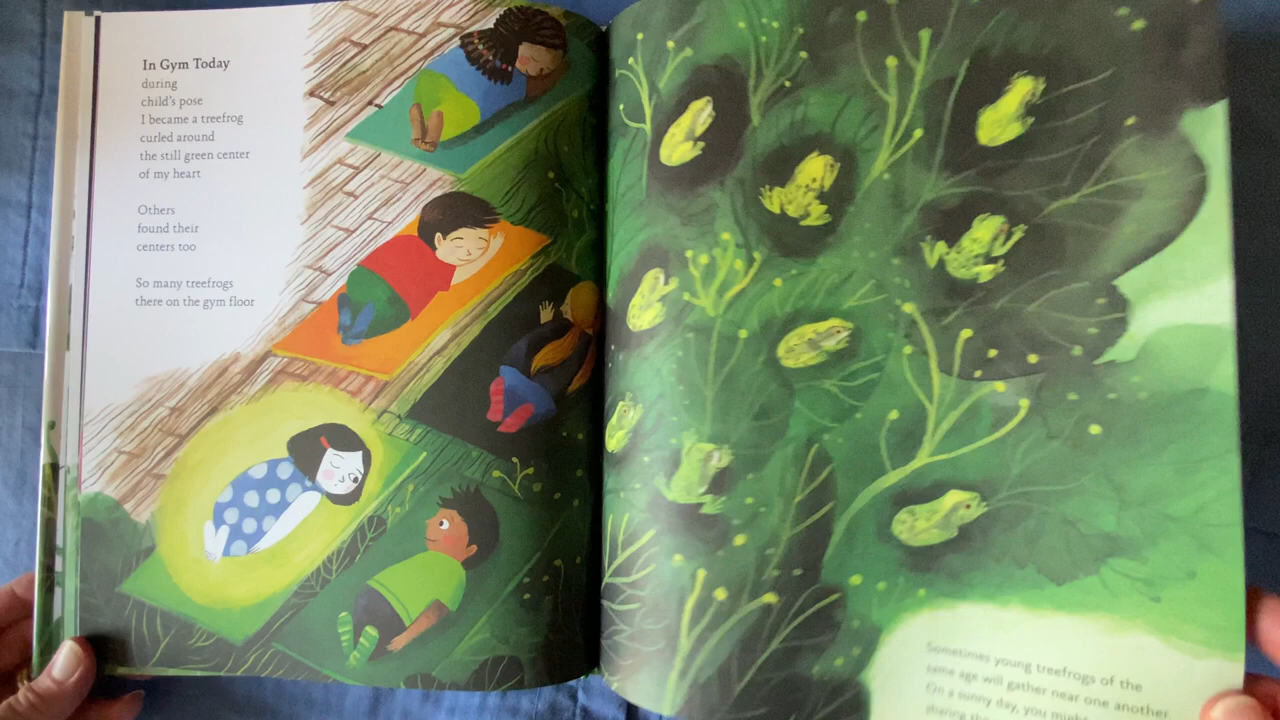 In Gym Today
during
child's pose
I became a treefrog
curled around
the still green center
of my heart
Others
found their
centers too
So many treefrogs
there on the gym floor
Sometimes young treefrogs of the
same age will gather near one another.
On a sunny day, you might
sharing the